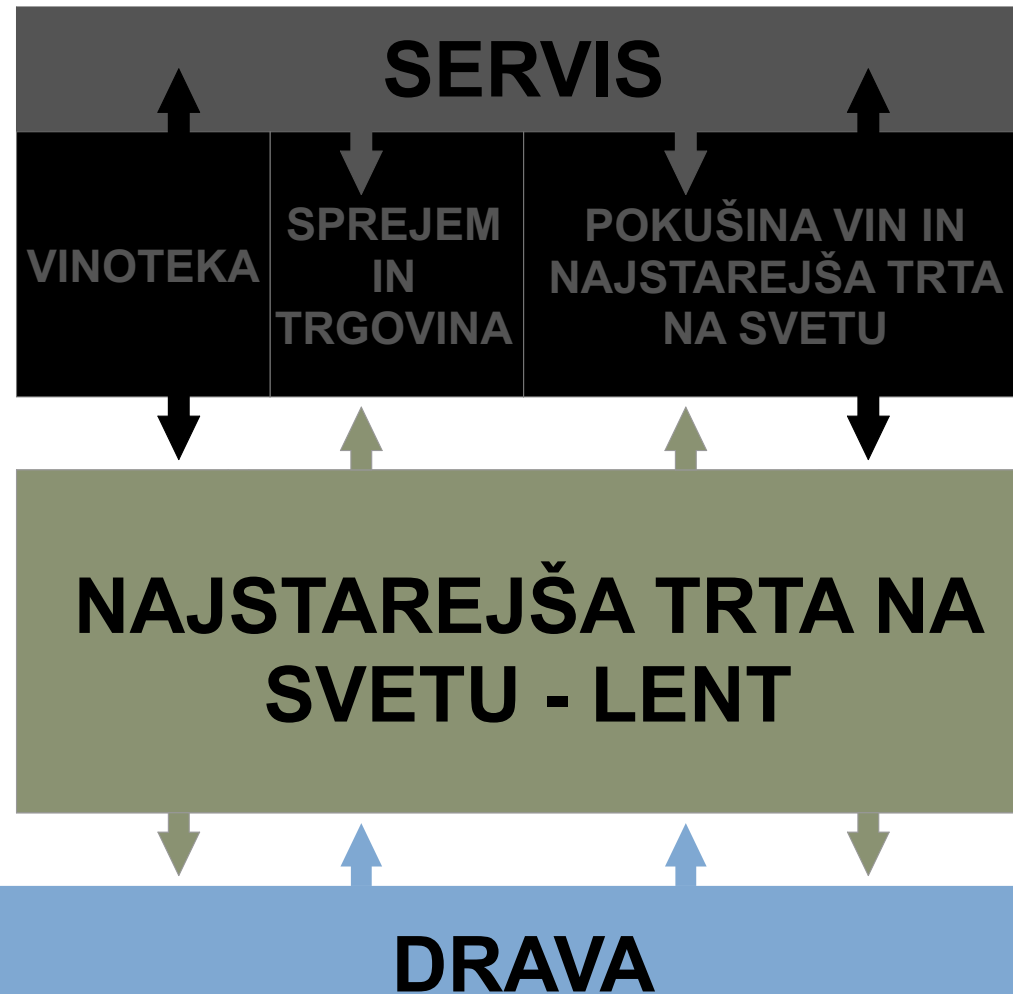 SERVIS
VINOTEKA
SPREJEM
IN
TRGOVINA
POKUŠINA VIN IN
NAJSTAREJŠA TRTA
NA SVETU
NAJSTAREJŠA TRTA NA
SVETU - LENT
DRAVA